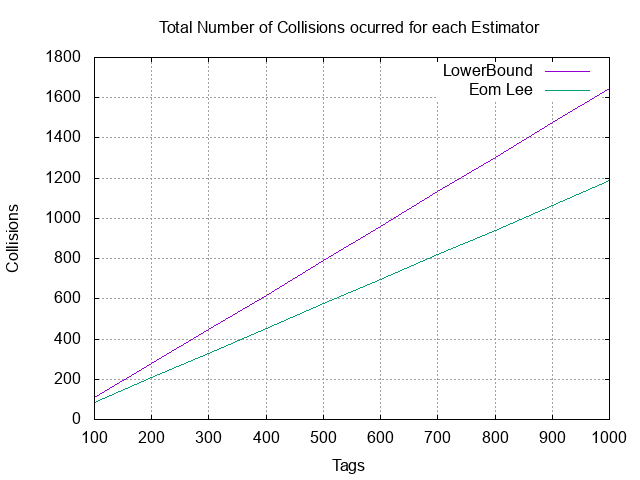 Total Number of Collisions ocurred for each Estimator
1800
1600
1400
1200
1000
800
600
400
200
0
Collisions
LowerBound
Eom Lee
100 200 300 400 500 600 700 800 900 1000
Tags